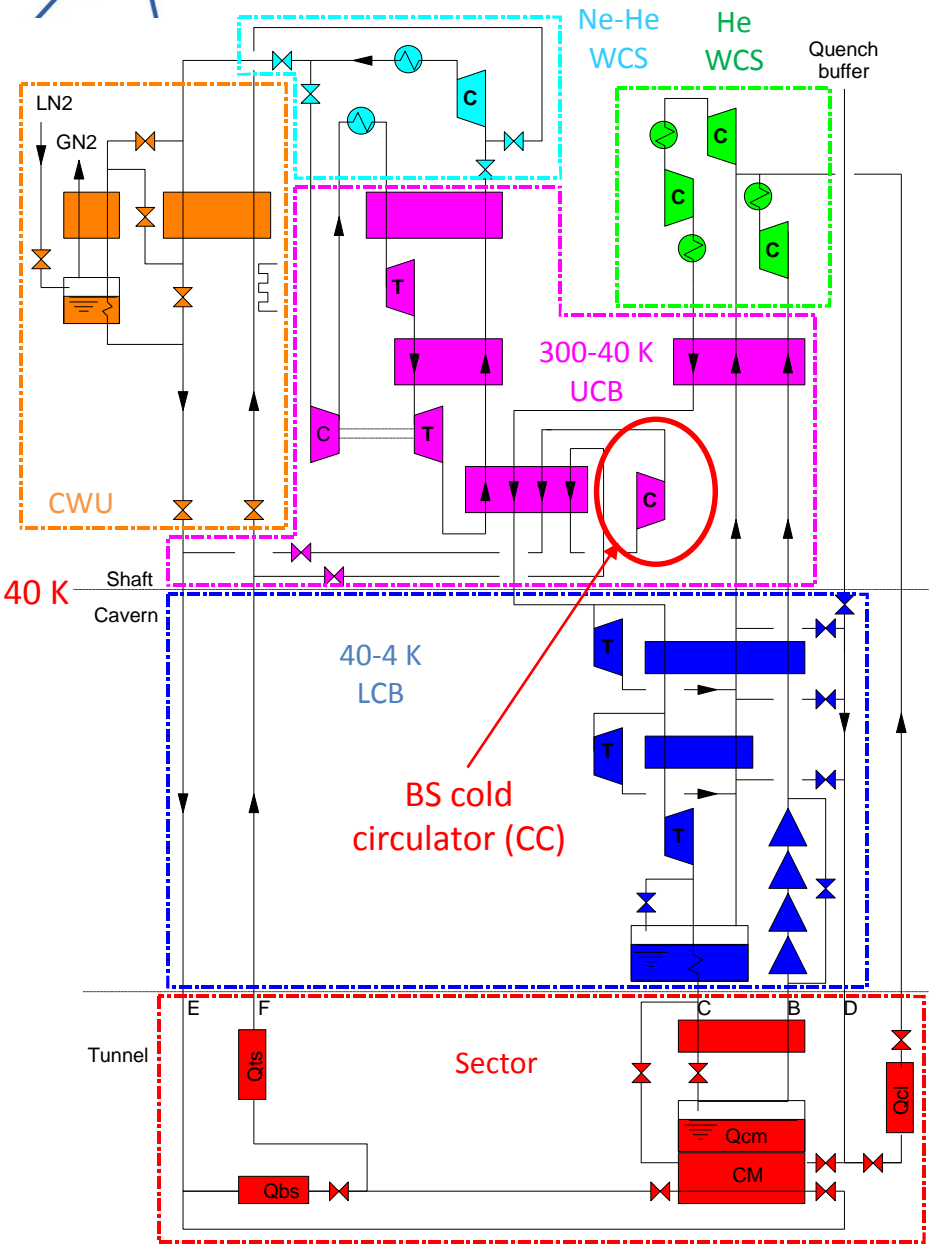 Ne-He
WCS
He
WCS
Quench
buffer
LN2
GN2
C
C
C
C
T
300-40 K
UCB
C
T
C
CWU
40 K
Shaft
Cavern
40-4 K
LCB
T
T
BS cold
circulator (CC)
T
E
F
C
B
D
Tunnel
Sector
Qts
Qcl
Qcm
CM
Qbs